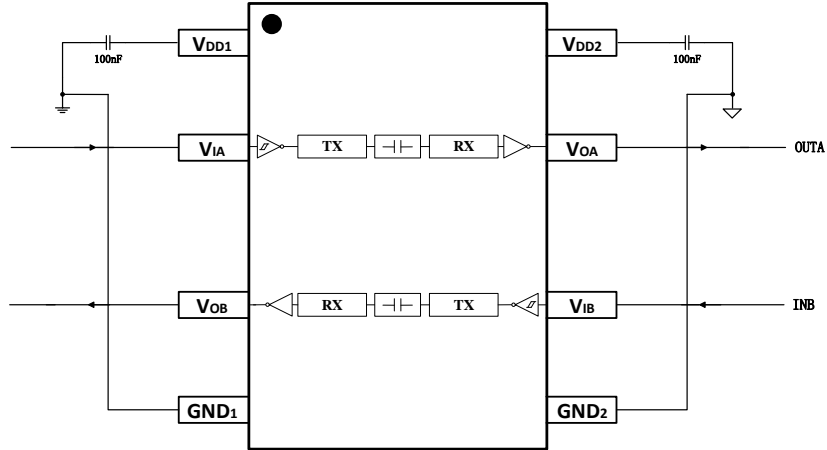 VDD1
VDD2
100nF
100nF
VIA
TX
RX
VOA
OUTA
VOB
RX
TX
VIB
INB
GND1
GND2